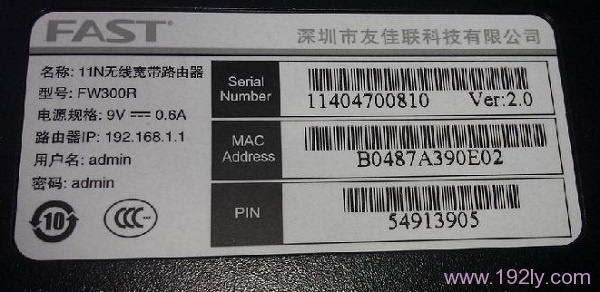 FAST®
深圳市友佳联科技有限公司
名称: 11N无线宽带路由器
型号: FW300R
电源规格: 9V ⎓ 0.6A
路由器IP: 192.168.1.1
用户名: admin
密码: admin
10
CCC
Serial Number
11404700810 Ver:2.0
MAC Address
B0487A390E02
PIN
54913905
www.192ly.com